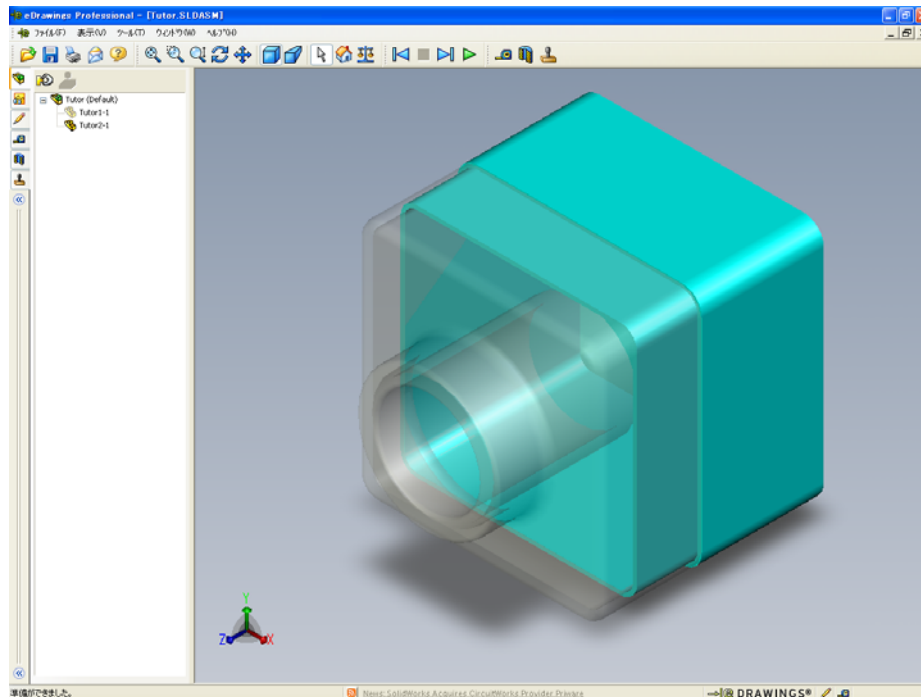 eDrawings Professional - [Tutor.SLDASM]
ファイル(F) 表示(V) ツール(T) ウィンドウ(W) ヘルプ(H)
Tutor (Default)
Tutor1-1
Tutor2-1
Y
Z X
準備ができました。 News: SolidWorks Acquires CircuitWorks Provider Priware DRAWINGS®